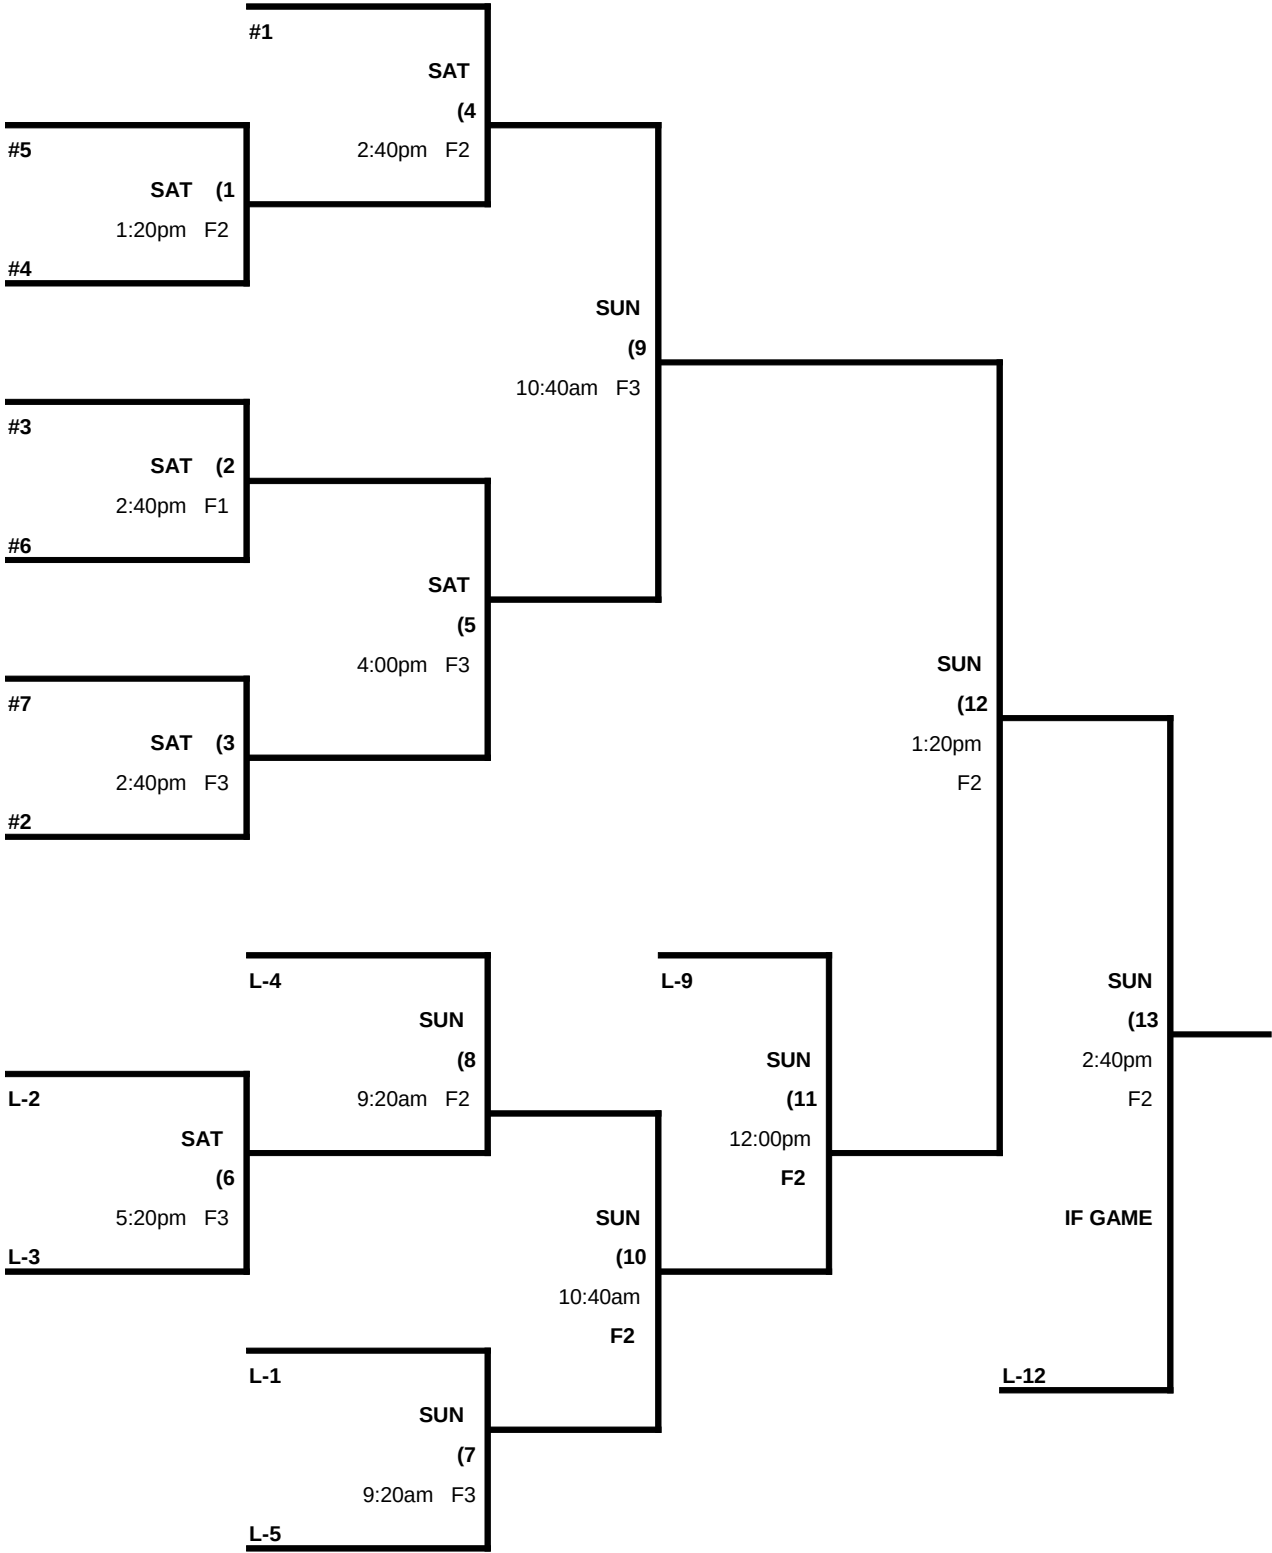 #1
SAT
(4
2:40pm F2
#5
SAT (1
1:20pm F2
#4
SUN
(9
10:40am F3
#3
SAT (2
2:40pm F1
#6
SAT
(5
4:00pm F3
SUN
(12
1:20pm
F2
#7
SAT (3
2:40pm F3
#2
L-4
SUN
(8
9:20am F2
L-9
SUN
(11
12:00pm
F2
SUN
(13
2:40pm
F2
IF GAME
L-2
SAT
(6
5:20pm F3
L-3
SUN
(10
10:40am
F2
L-1
SUN
(7
9:20am F3
L-5
L-12